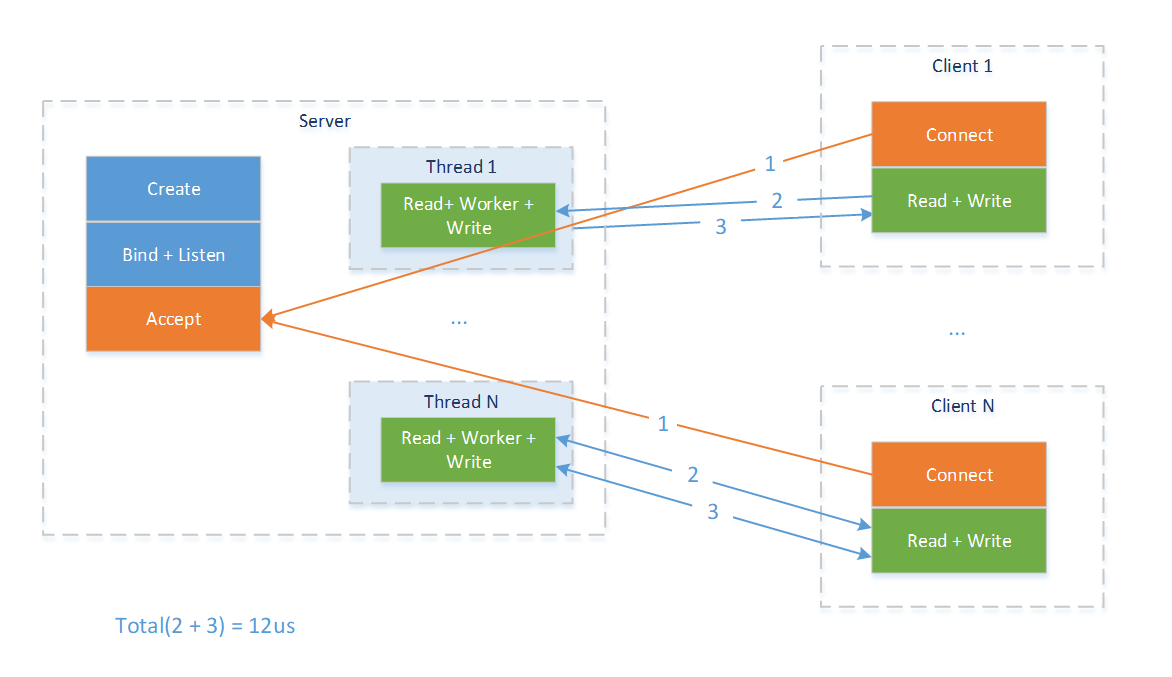 Client 1
Server
Connect
1
Thread 1
Create
2
Read+ Worker +
Write
Read + Write
3
Bind + Listen
Accept
...
...
Thread N
Client N
1
Read + Worker +
Write
Connect
2
3
Read + Write
Total(2 + 3) = 12us